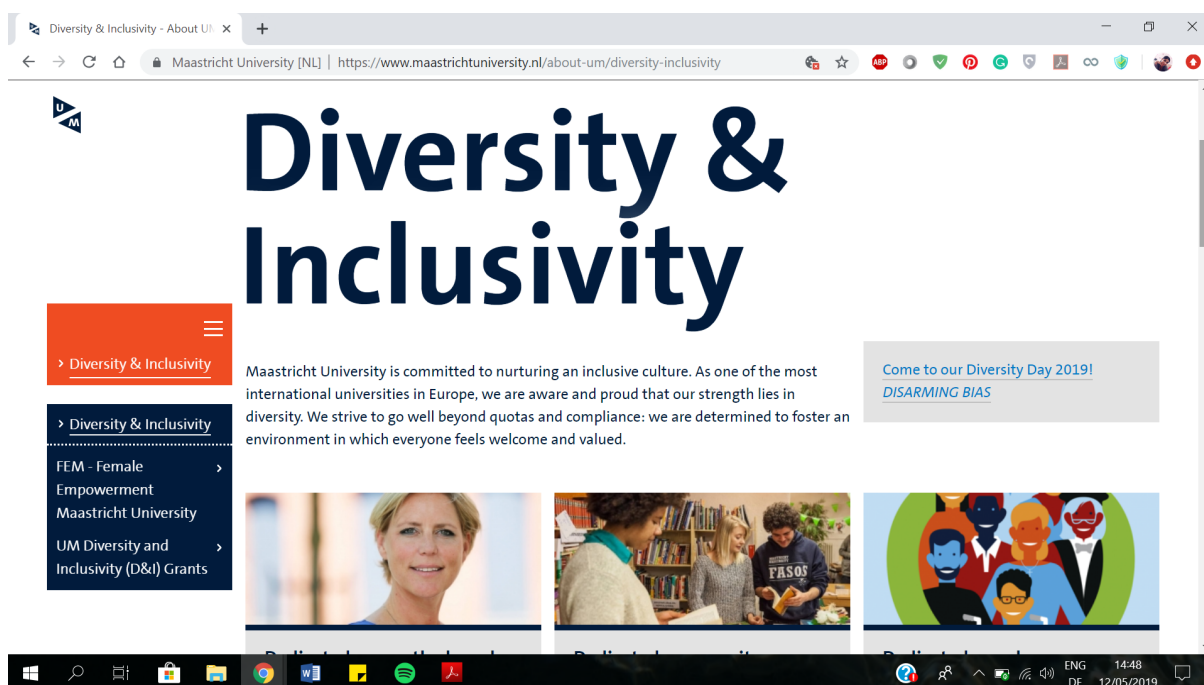 Diversity & Inclusivity - About UM
Maastricht University [NL] | https://www.maastrichtuniversity.nl/about-um/diversity-inclusivity
ABP
U
M
Diversity &
Inclusivity
> Diversity & Inclusivity
> Diversity & Inclusivity
FEM - Female
Empowerment
Maastricht University
UM Diversity and
Inclusivity (D&I) Grants
Maastricht University is committed to nurturing an inclusive culture. As one of the most
international universities in Europe, we are aware and proud that our strength lies in
diversity. We strive to go well beyond quotas and compliance: we are determined to foster an
environment in which everyone feels welcome and valued.
Come to our Diversity Day 2019!
DISARMING BIAS
FASOS
ENG
DE
14:48
12/05/2019